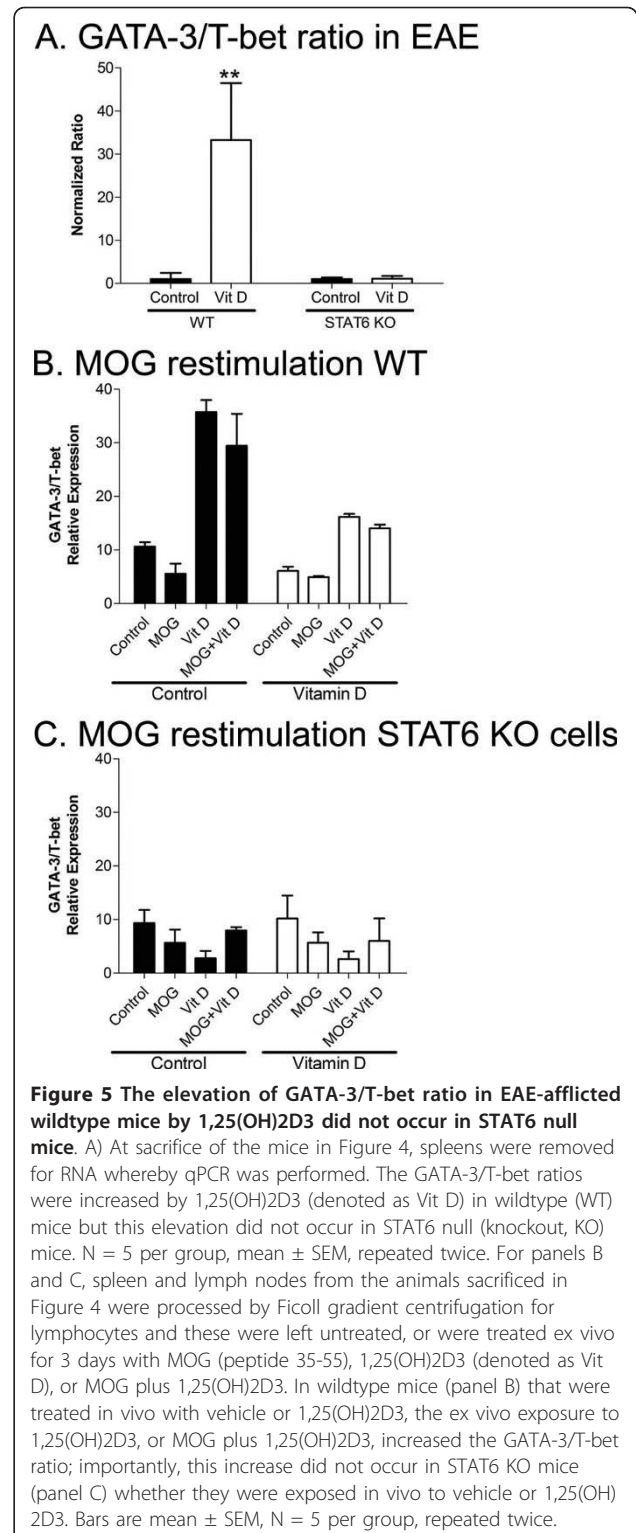 A. GATA-3/T-bet ratio in EAE
50
40
30
20
10
0
Normalized Ratio
**
Control
Vit D
Control
Vit D
WT
STAT6 KO
B. MOG restimulation WT
40
30
20
10
0
GATA-3/T-bet
Relative Expression
Control
MOG
Vit D
MOG+Vit D
Control
MOG
Vit D
MOG+Vit D
Control
Vitamin D
C. MOG restimulation STAT6 KO cells
40
30
20
10
0
GATA-3/T-bet
Relative Expression
Control
MOG
Vit D
MOG+Vit D
Control
MOG
Vit D
MOG+Vit D
Control
Vitamin D
Figure 5 The elevation of GATA-3/T-bet ratio in EAE-afflicted
wildtype mice by 1,25(OH)2D3 did not occur in STAT6 null
mice. A) At sacrifice of the mice in Figure 4, spleens were removed
for RNA whereby qPCR was performed. The GATA-3/T-bet ratios
were increased by 1,25(OH)2D3 (denoted as Vit D) in wildtype (WT)
mice but this elevation did not occur in STAT6 null (knockout, KO)
mice. N = 5 per group, mean ± SEM, repeated twice. For panels B
and C, spleen and lymph nodes from the animals sacrificed in
Figure 4 were processed by Ficoll gradient centrifugation for
lymphocytes and these were left untreated, or were treated ex vivo
for 3 days with MOG (peptide 35-55), 1,25(OH)2D3 (denoted as Vit
D), or MOG plus 1,25(OH)2D3. In wildtype mice (panel B) that were
treated in vivo with vehicle or 1,25(OH)2D3, the ex vivo exposure to
1,25(OH)2D3, or MOG plus 1,25(OH)2D3, increased the GATA-3/T-bet
ratio; importantly, this increase did not occur in STAT6 KO mice
(panel C) whether they were exposed in vivo to vehicle or 1,25(OH)
2D3. Bars are mean ± SEM, N = 5 per group, repeated twice.